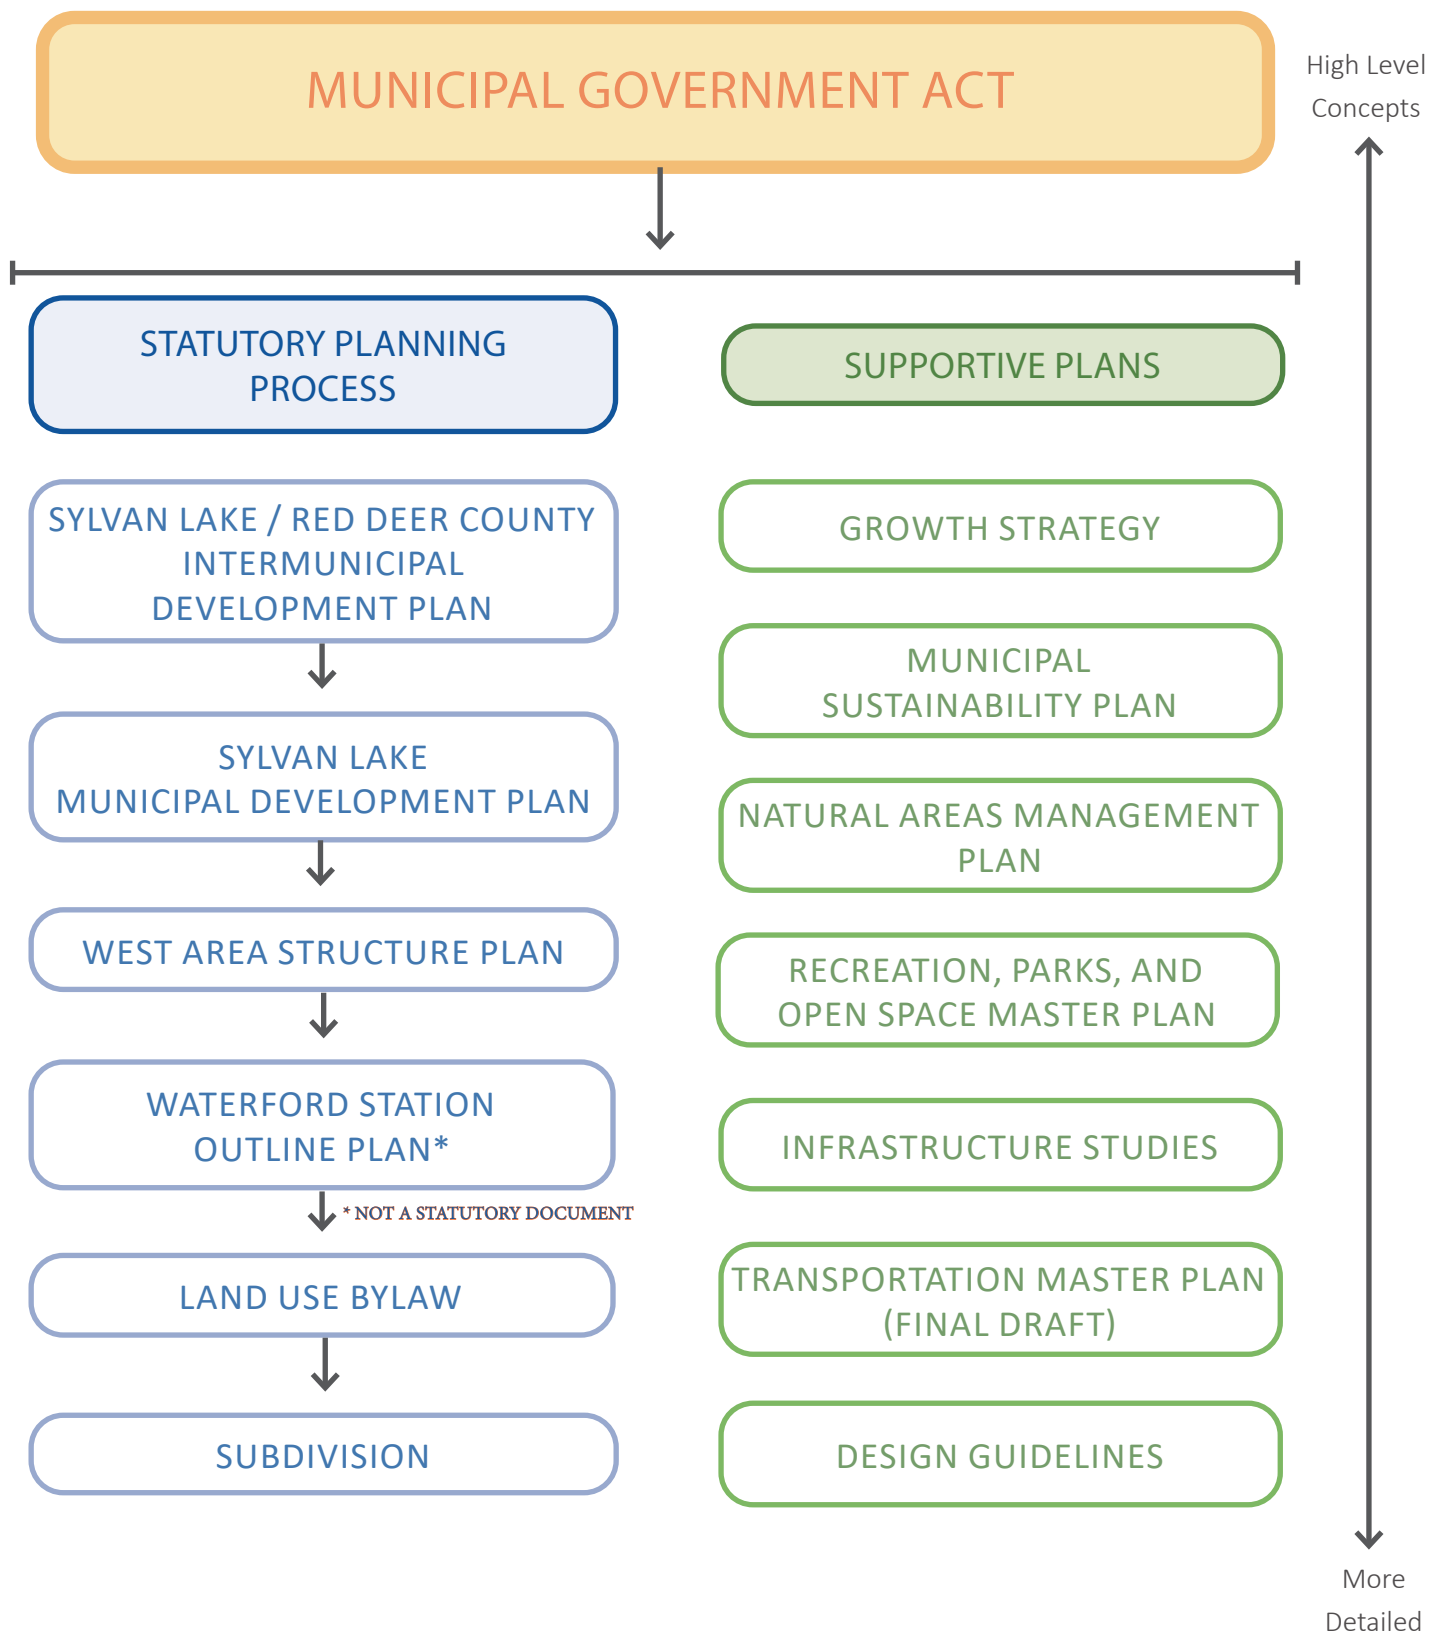 MUNICIPAL GOVERNMENT ACT
High Level
Concepts
STATUTORY PLANNING
PROCESS
SYLVAN LAKE / RED DEER COUNTY
INTERMUNICIPAL
DEVELOPMENT PLAN
SYLVAN LAKE
MUNICIPAL DEVELOPMENT PLAN
WEST AREA STRUCTURE PLAN
WATERFORD STATION
OUTLINE PLAN*
* NOT A STATUTORY DOCUMENT
LAND USE BYLAW
SUBDIVISION
SUPPORTIVE PLANS
GROWTH STRATEGY
MUNICIPAL
SUSTAINABILITY PLAN
NATURAL AREAS MANAGEMENT
PLAN
RECREATION, PARKS, AND
OPEN SPACE MASTER PLAN
INFRASTRUCTURE STUDIES
TRANSPORTATION MASTER PLAN
(FINAL DRAFT)
DESIGN GUIDELINES
More
Detailed